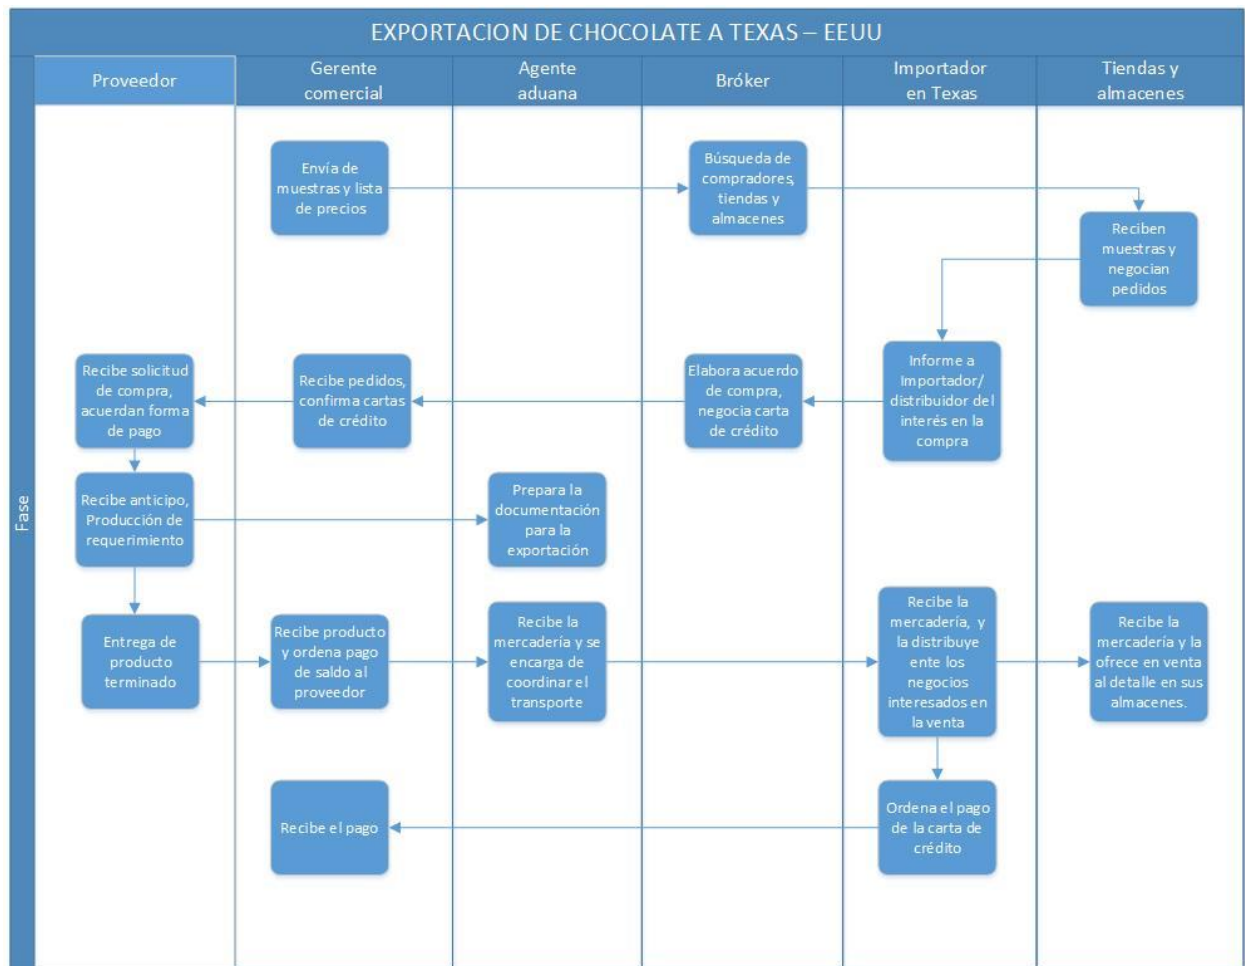 EXPORTACION DE CHOCOLATE A TEXAS – EEUU
Proveedor
Gerente
comercial
Agente
aduana
Bróker
Importador
en Texas
Tiendas y
almacenes
Fase
Envía de
muestras y lista
de precios
Búsqueda de
compradores,
tiendas y
almacenes
Reciben
muestras y
negocian
pedidos
Recibe solicitud
de compra,
acuerdan forma
de pago
Recibe pedidos,
confirma cartas
de crédito
Elabora acuerdo
de compra,
negocia carta
de crédito
Informe a
Importador/
distribuidor del
interés en la
compra
Recibe anticipo,
Producción de
requerimiento
Prepara la
documentación
para la
exportación
Entrega de
producto
terminado
Recibe producto
y ordena pago
de saldo al
proveedor
Recibe la
mercadería y se
encarga de
coordinar el
transporte
Recibe la
mercadería, y
la distribuye
ente los
negocios
interesados en
la venta
Recibe la
mercadería y la
ofrece en venta
al detalle en sus
almacenes.
Recibe el pago
Ordena el pago
de la carta de
crédito